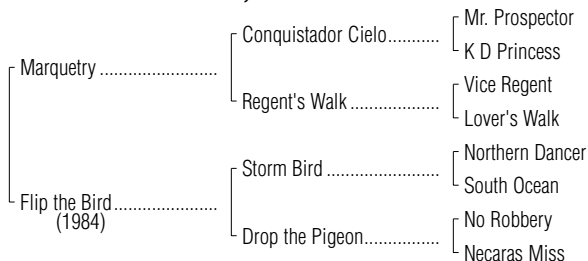 Mr. Prospector
Conquistador Cielo..........
K D Princess
Marquetry .......................
Vice Regent
Regent's Walk ..................
Lover's Walk
Northern Dancer
Storm Bird ......................
South Ocean
Flip the Bird....................
(1984)
No Robbery
Drop the Pigeon...............
Necaras Miss